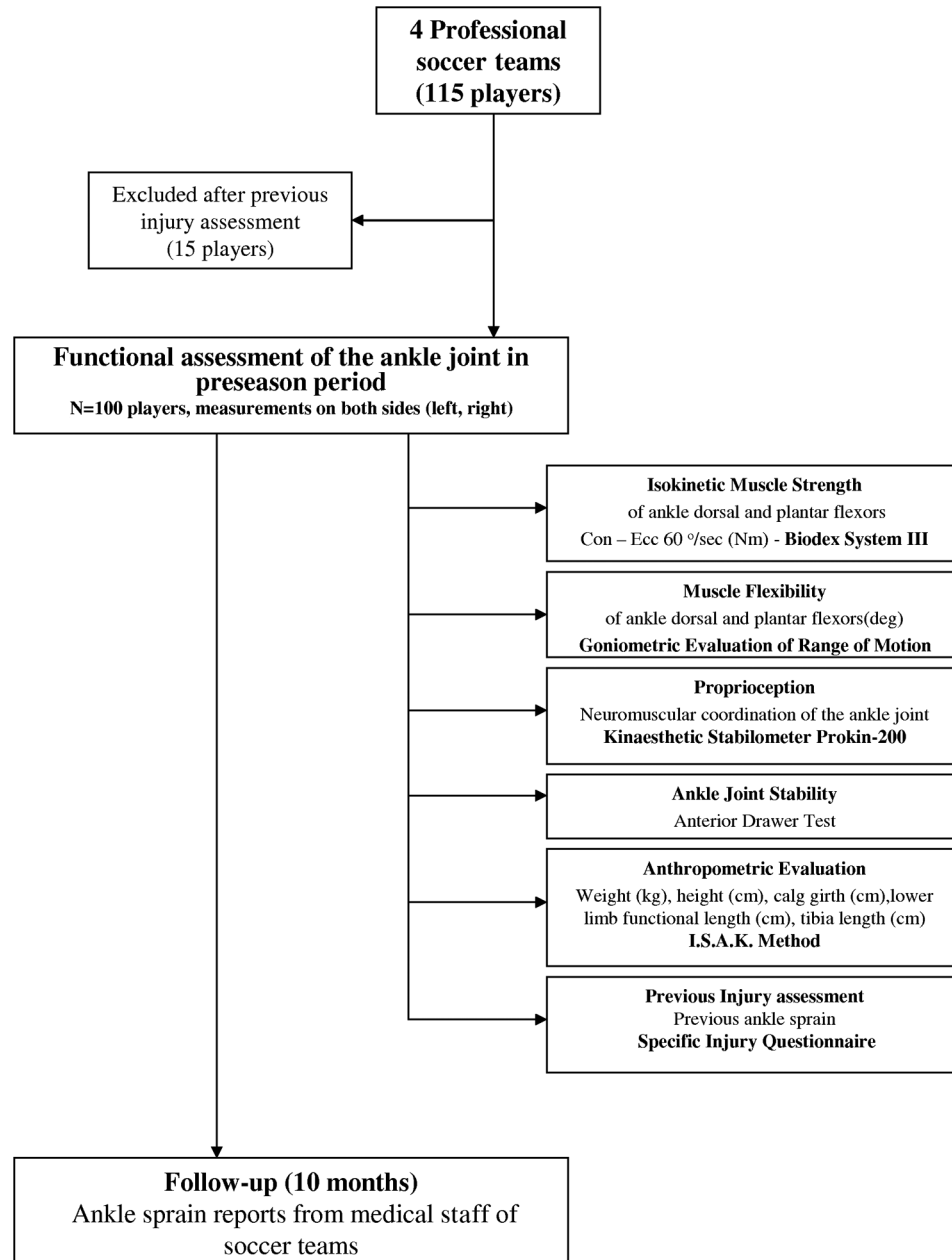 4 Professional
soccer teams
(115 players)
Excluded after previous
injury assessment
(15 players)
Functional assessment of the ankle joint in
preseason period
N=100 players, measurements on both sides (left, right)
Isokinetic Muscle Strength
of ankle dorsal and plantar flexors
Con – Ecc 60 º/sec (Nm) - Biodex System III
Muscle Flexibility
of ankle dorsal and plantar flexors(deg)
Goniometric Evaluation of Range of Motion
Proprioception
Neuromuscular coordination of the ankle joint
Kinaesthetic Stabilometer Prokin-200
Ankle Joint Stability
Anterior Drawer Test
Anthropometric Evaluation
Weight (kg), height (cm), calg girth (cm),lower
limb functional length (cm), tibia length (cm)
I.S.A.K. Method
Previous Injury assessment
Previous ankle sprain
Specific Injury Questionnaire
Follow-up (10 months)
Ankle sprain reports from medical staff of
soccer teams